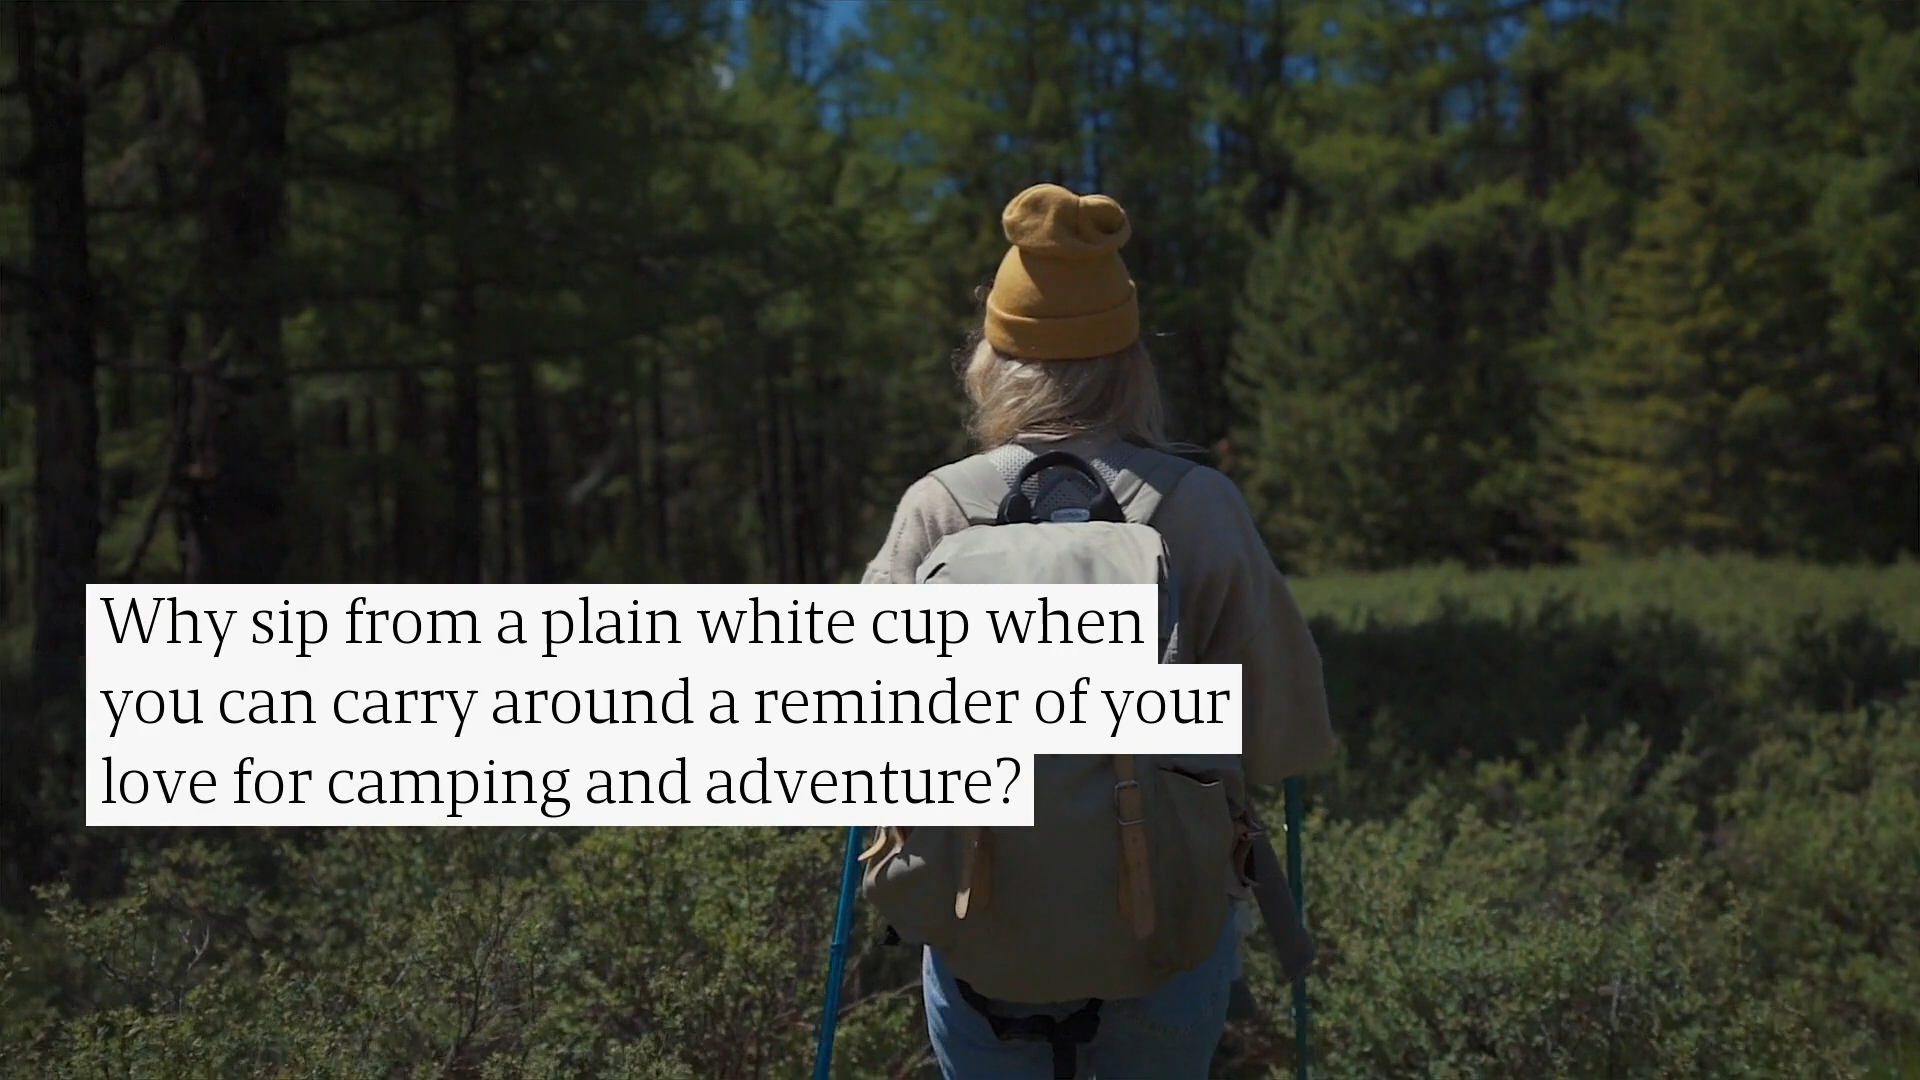 Why sip from a plain white cup when
you can carry around a reminder of your
love for camping and adventure?